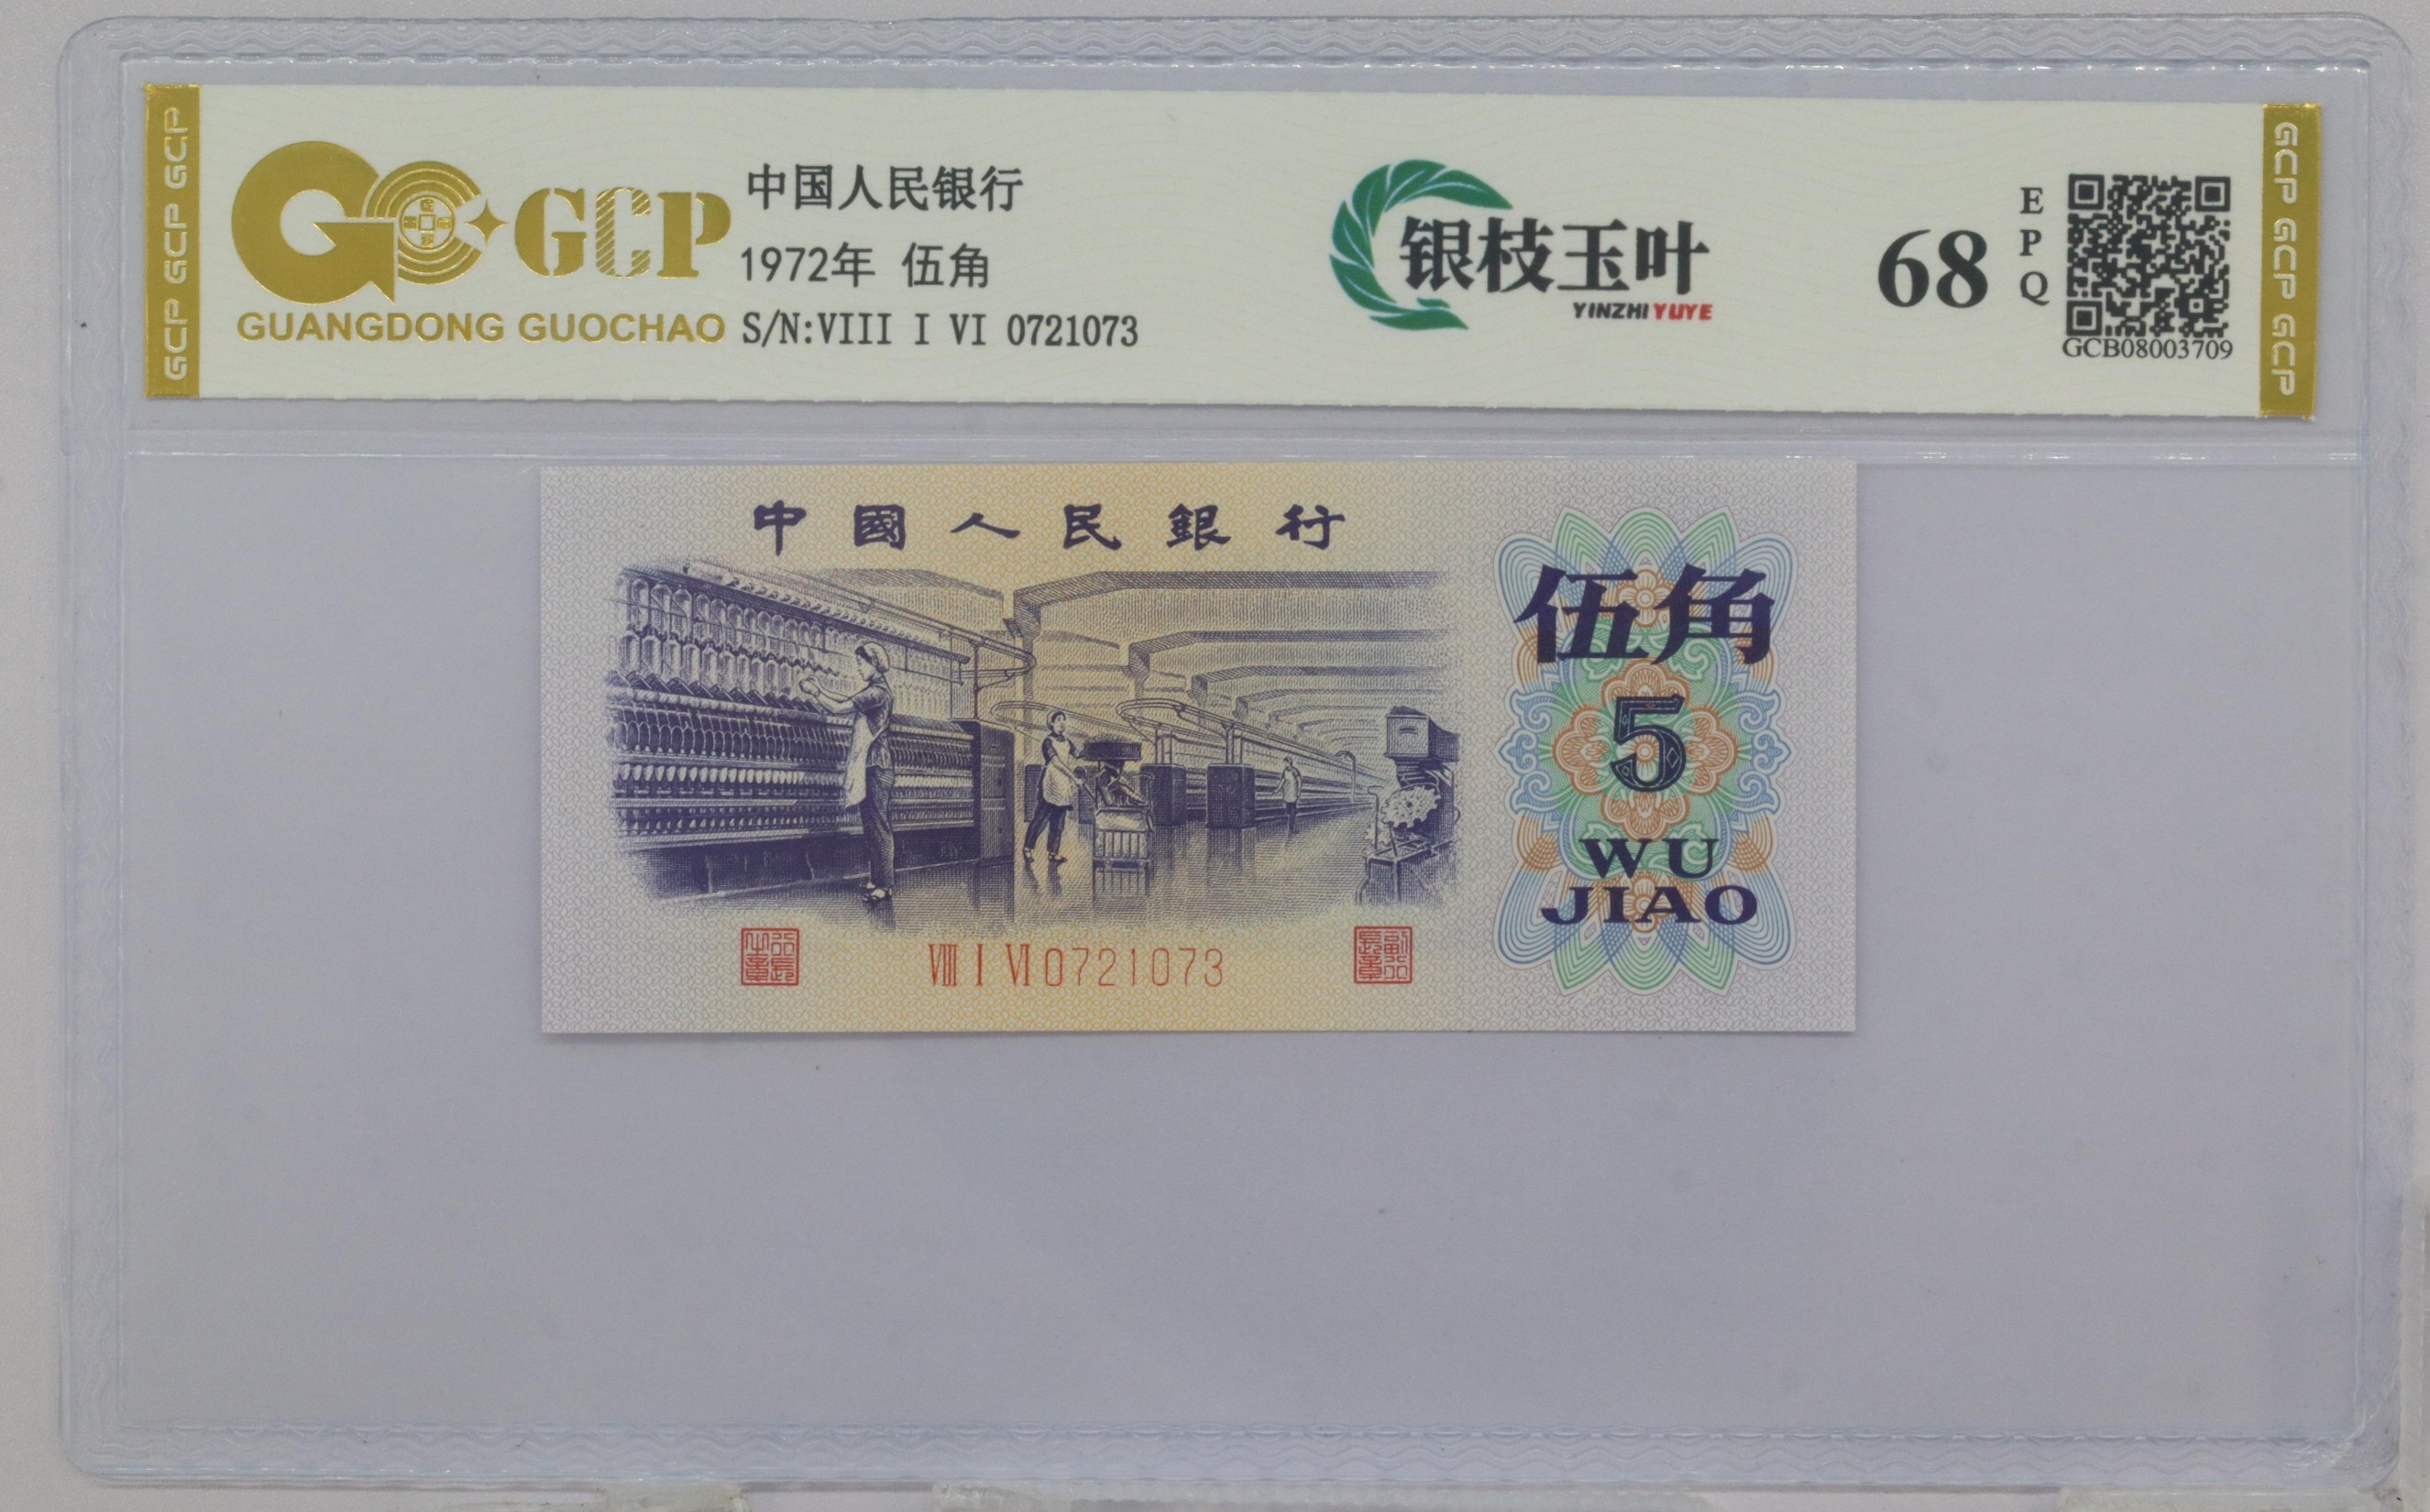 GCP GCP GCP
GCP
GUANGDONG GUOCHAO
中国人民银行
1972年 伍角
S/N:VIII I VI 0721073
银枝玉叶
YINZHIYUYE
68
EPQ
GCB08003709
GCP GCP GCP
中國人民銀行
伍角
5
WU
JIAO
VIII I VI 0721073